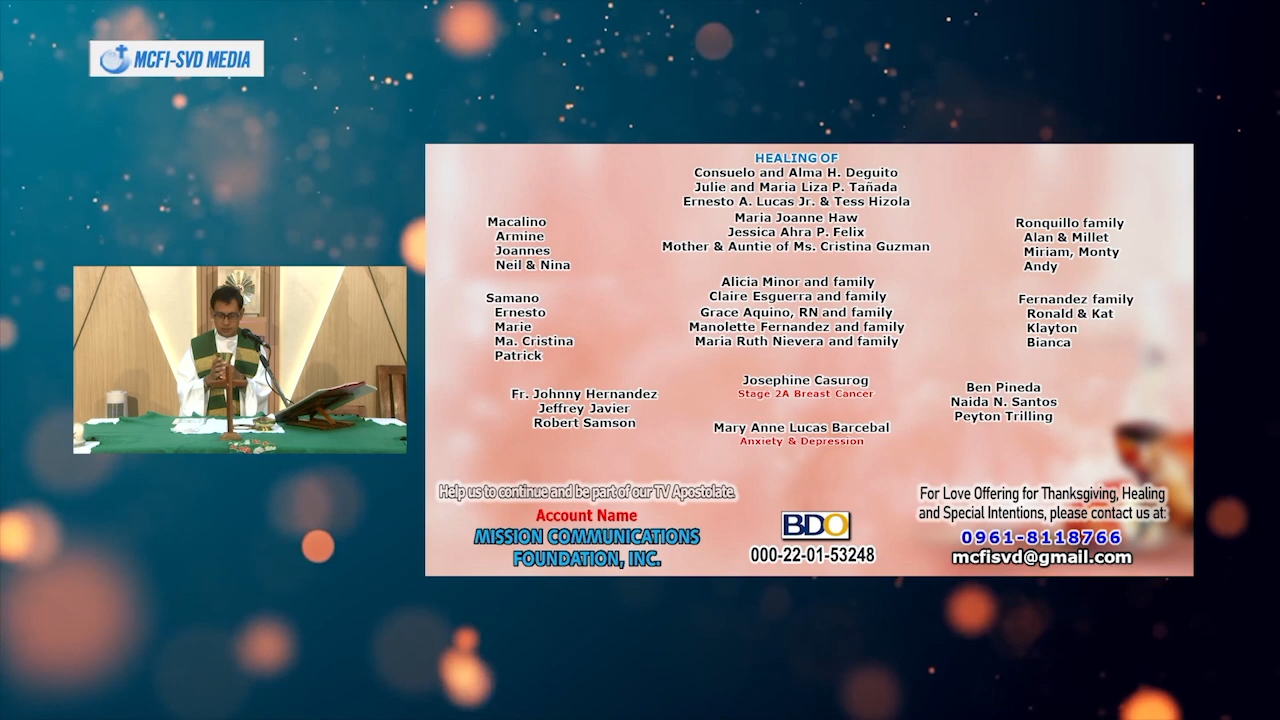 MCFI-SVD MEDIA
HEALING OF
Consuelo and Alma H. Deguito
Julie and Maria Liza P. Tañada
Ernesto A. Lucas Jr. & Tess Hizola
Maria Joanne Haw
Jessica Ahra P. Felix
Mother & Auntie of Ms. Cristina Guzman
Macalino
Armine
Joannes
Neil & Nina
Samano
Ernesto
Marie
Ma. Cristina
Patrick
Alicia Minor and family
Claire Esguerra and family
Grace Aquino, RN and family
Manolette Fernandez and family
Maria Ruth Nievera and family
Ronquillo family
Alan & Millet
Miriam, Monty
Andy
Fernandez family
Ronald & Kat
Klayton
Bianca
Fr. Johnny Hernandez
Jeffrey Javier
Robert Samson
Josephine Casurog
Stage 2A Breast Cancer
Mary Anne Lucas Barcebal
Anxiety & Depression
Ben Pineda
Naida N. Santos
Peyton Trilling
Help us to continue and be part of our TV Apostolate.
Account Name
MISSION COMMUNICATIONS
FOUNDATION, INC.
BDO
000-22-01-53248
For Love Offering for Thanksgiving, Healing
and Special Intentions, please contact us at:
0961-8118766
mcfisvd@gmail.com